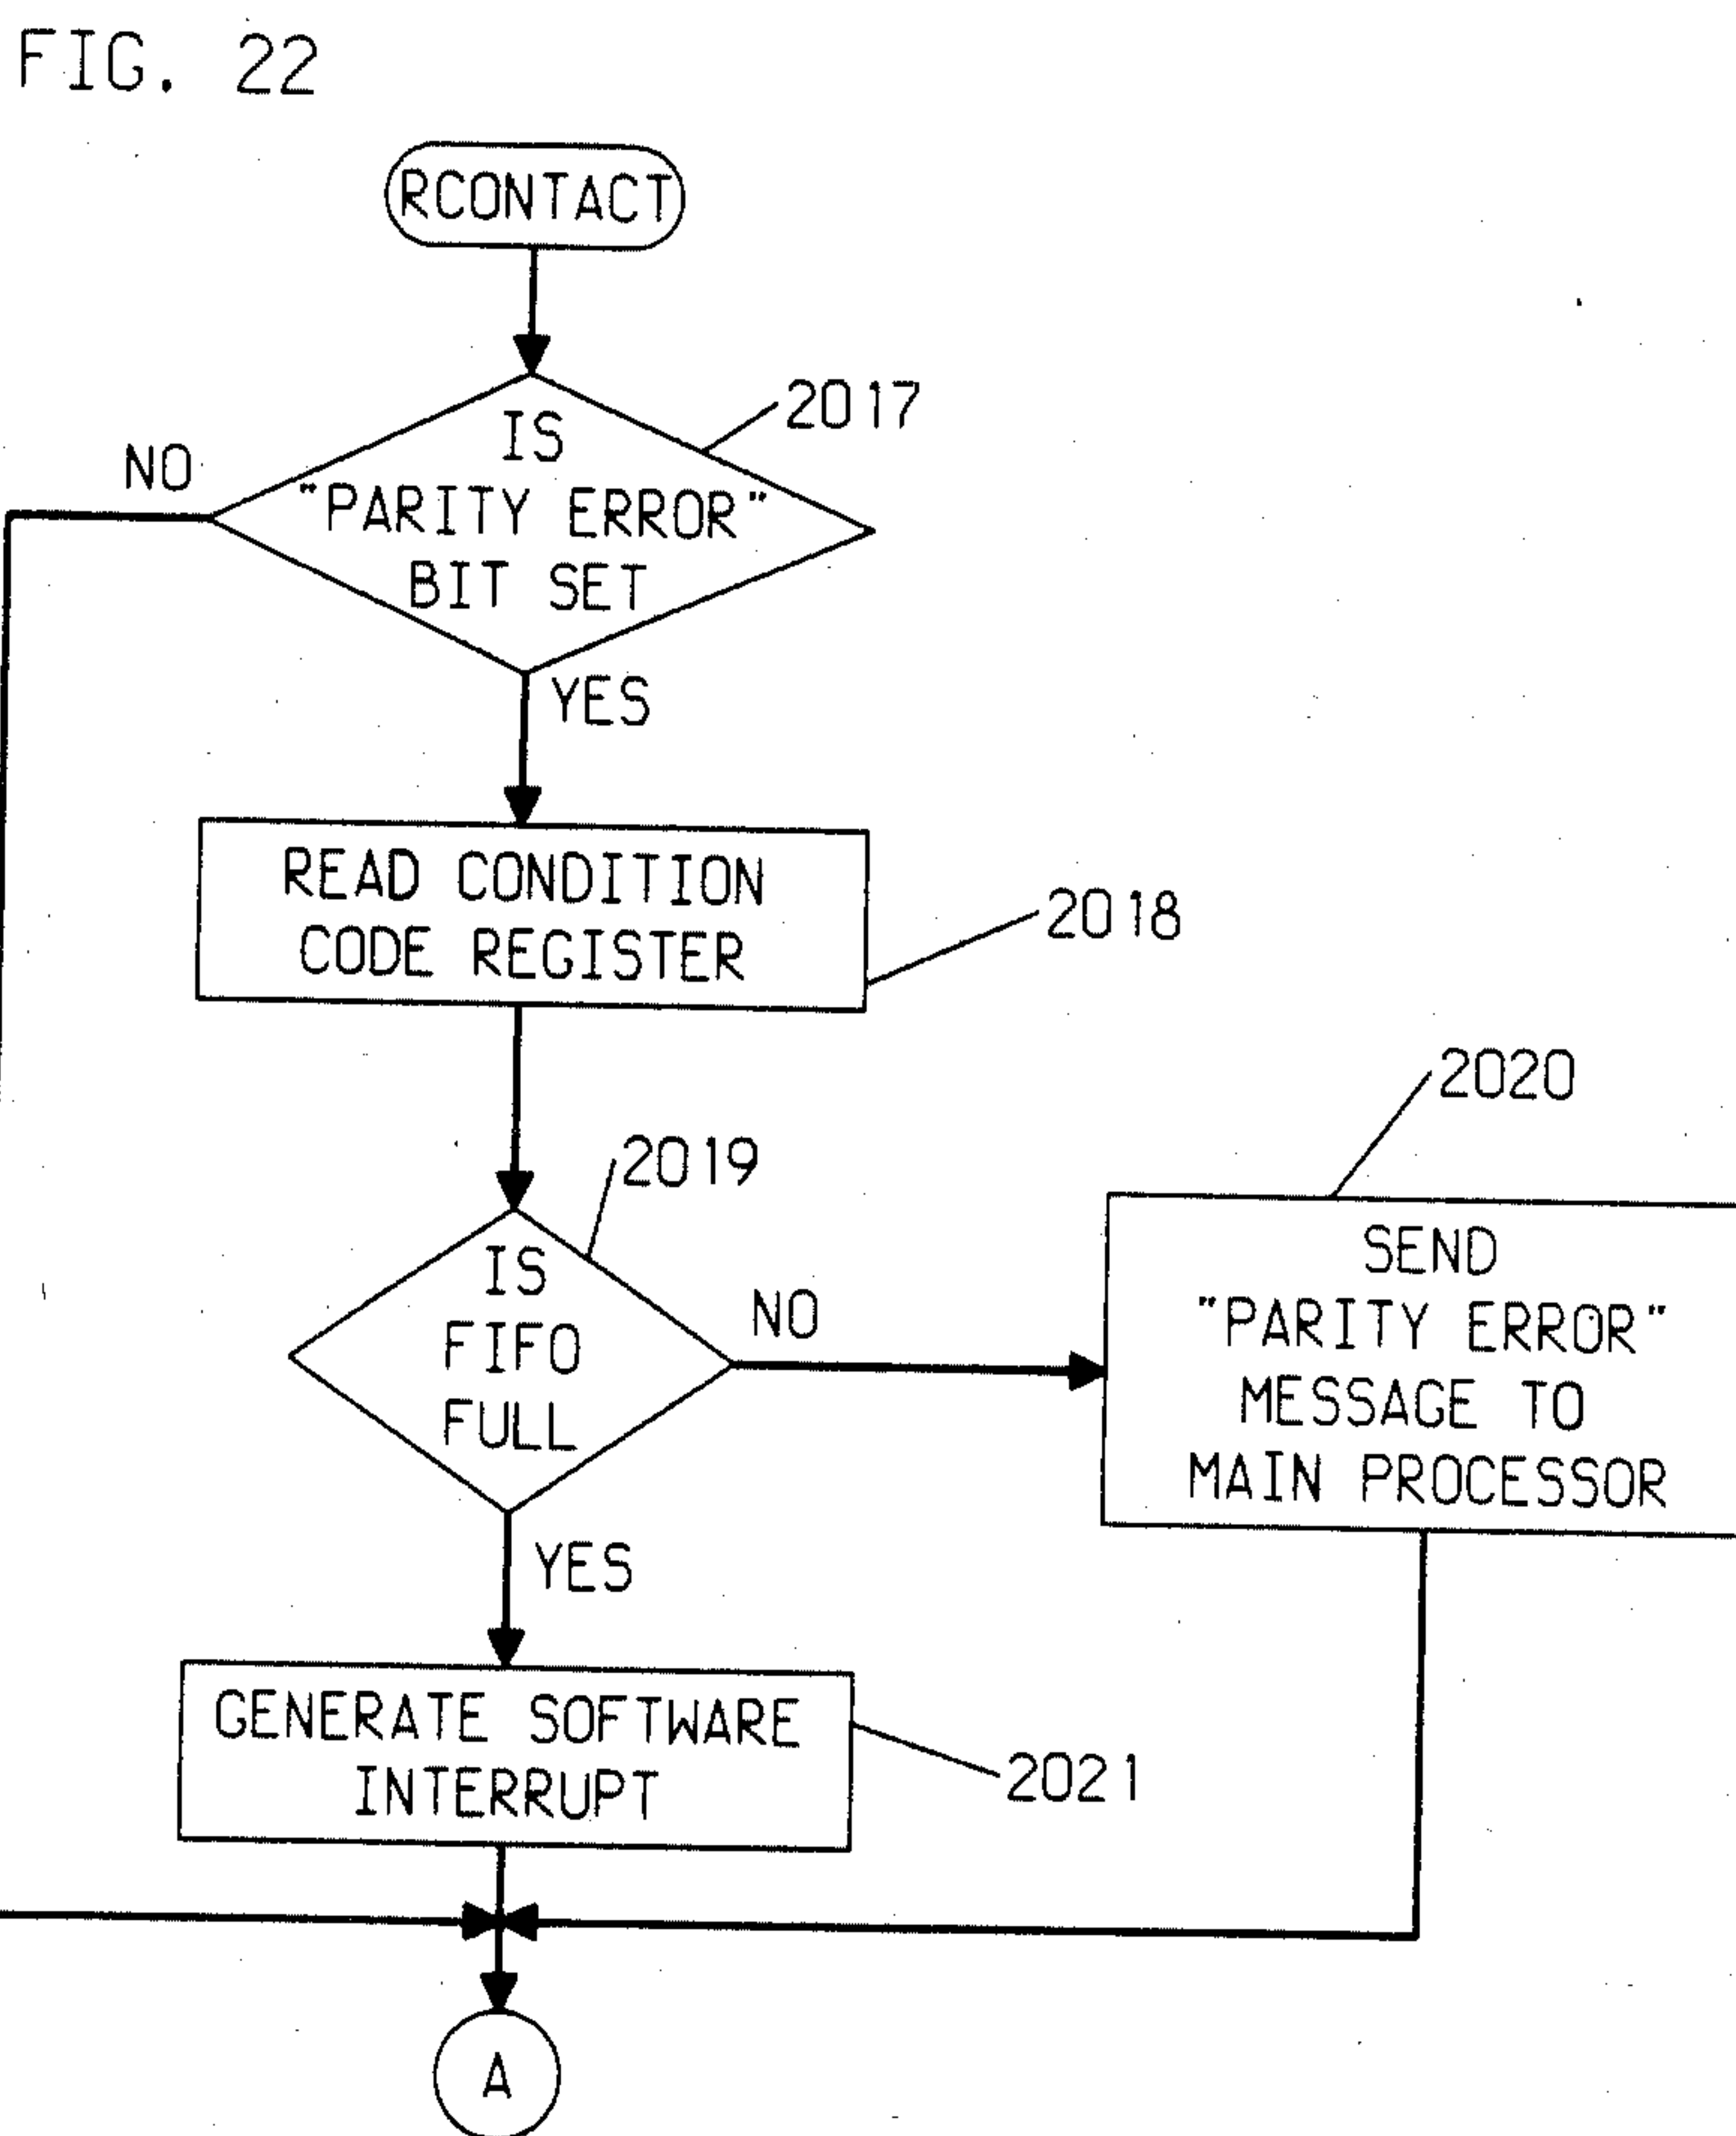 FIG. 22
RCONTACT
2017
IS
"PARITY ERROR"
BIT SET
NO
YES
READ CONDITION
CODE REGISTER
2018
2019
IS
FIFO
FULL
NO
2020
SEND
"PARITY ERROR"
MESSAGE TO
MAIN PROCESSOR
YES
GENERATE SOFTWARE
INTERRUPT
2021
A